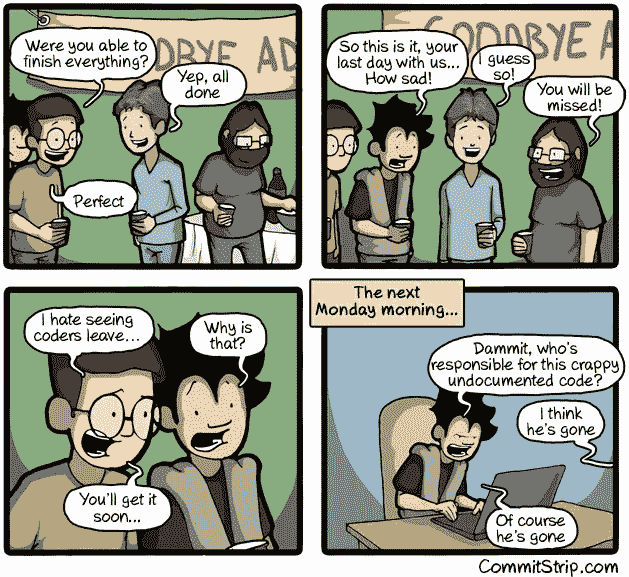 Were you able to
finish everything?
DBYE AD
Yep, all
done
Perfect
GOODBYE A
So this is it, your
last day with us...
How sad!
I guess
so!
You will be
missed!
I hate seeing
coders leave...
Why is
that?
You'll get it
soon...
The next
Monday morning...
Dammit, who's
responsible for this crappy
undocumented code?
I think
he's gone
Of course
he's gone
CommitStrip.com